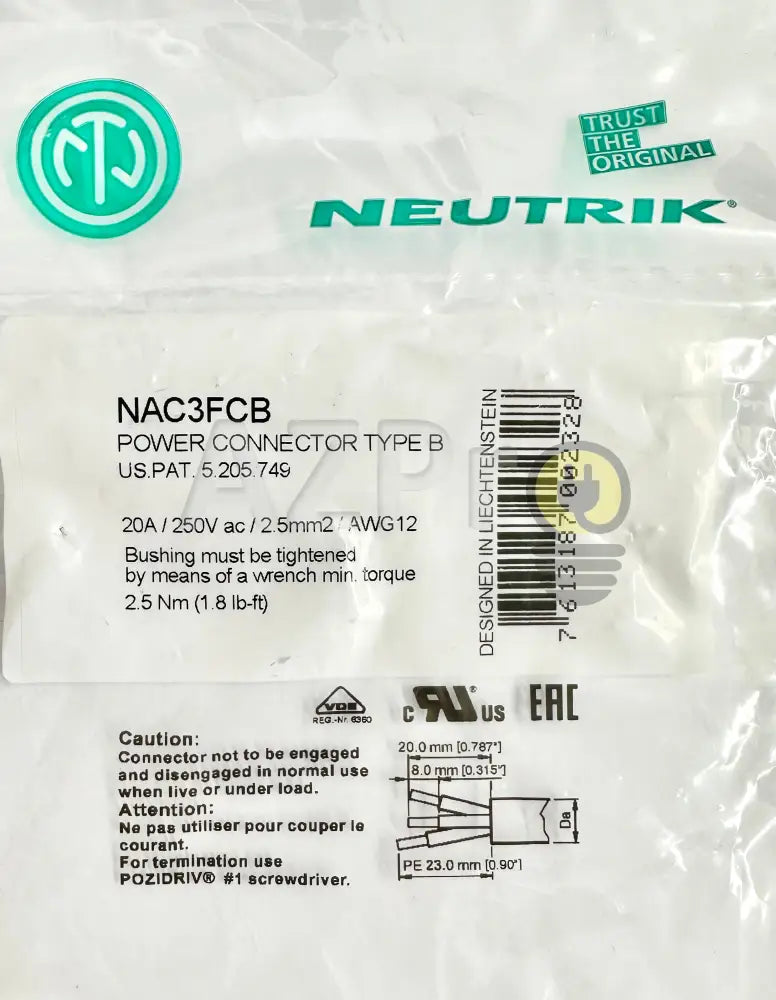 TRUST
THE
ORIGINAL
NEUTRIK®
NAC3FCB
POWER CONNECTOR TYPE B
US.PAT. 5.205.749
20A / 250V ac / 2.5mm2 / AWG12
Bushing must be tightened
by means of a wrench min. torque
2.5 Nm (1.8 lb-ft)
DESIGNED IN LIECHTENSTEIN
7 613187 002328
AZPr
VDE
REG.-Nr. 6360
c RU® US
EAC
Caution:
Connector not to be engaged
and disengaged in normal use
when live or under load.
Attention:
Ne pas utiliser pour couper le
courant.
For termination use
POZIDRIV® #1 screwdriver.
20.0 mm [0.787"]
8.0 mm [0.315"]
Da
PE 23.0 mm [0.90"]